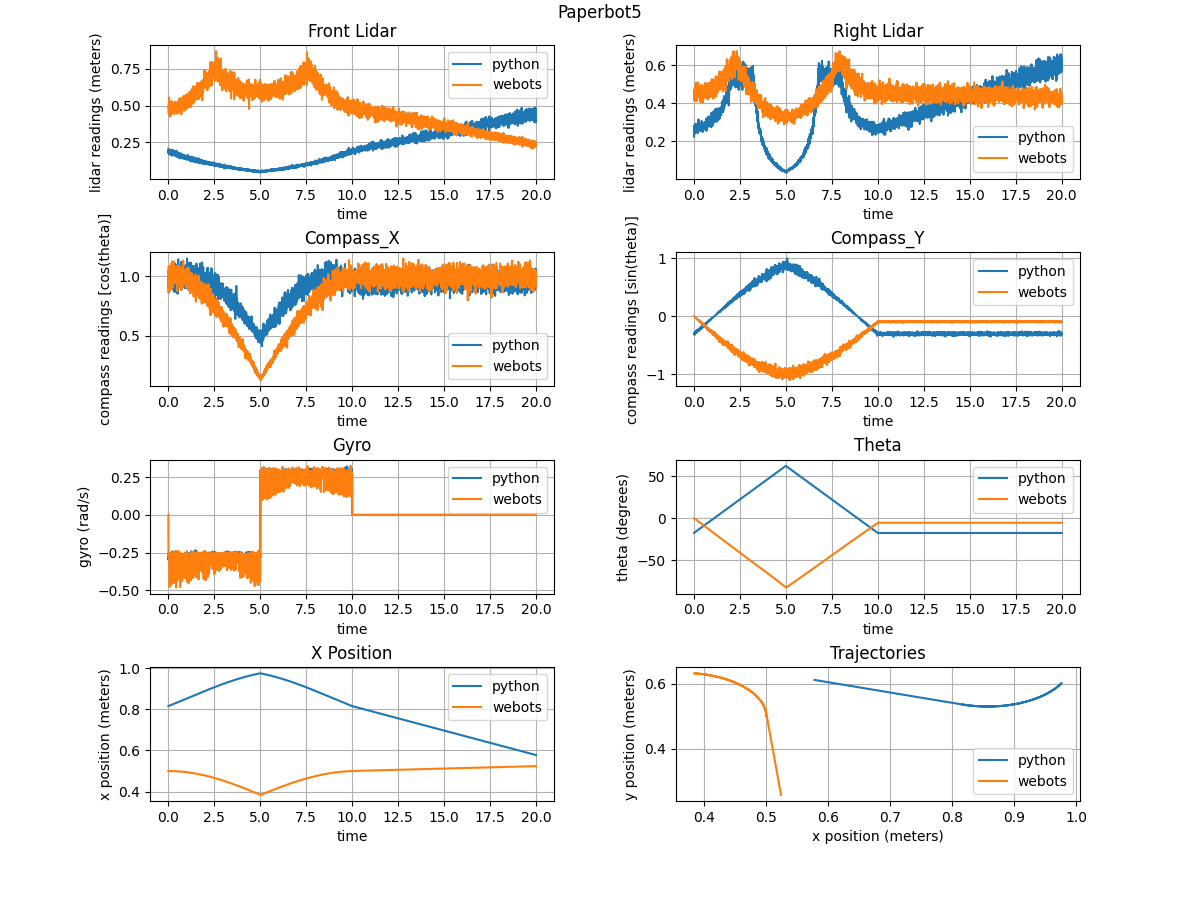 Paperbot5
Front Lidar
lidar readings (meters)
0.75
0.50
0.25
python
webots
0.0 2.5 5.0 7.5 10.0 12.5 15.0 17.5 20.0
time
Right Lidar
lidar readings (meters)
0.6
0.4
0.2
python
webots
0.0 2.5 5.0 7.5 10.0 12.5 15.0 17.5 20.0
time
Compass_X
compass readings [cos(theta)]
1.0
0.5
python
webots
0.0 2.5 5.0 7.5 10.0 12.5 15.0 17.5 20.0
time
Compass_Y
compass readings [sin(theta)]
1
0
−1
python
webots
0.0 2.5 5.0 7.5 10.0 12.5 15.0 17.5 20.0
time
Gyro
gyro (rad/s)
0.25
0.00
−0.25
−0.50
python
webots
0.0 2.5 5.0 7.5 10.0 12.5 15.0 17.5 20.0
time
Theta
theta (degrees)
50
0
−50
python
webots
0.0 2.5 5.0 7.5 10.0 12.5 15.0 17.5 20.0
time
X Position
x position (meters)
1.0
0.8
0.6
0.4
python
webots
0.0 2.5 5.0 7.5 10.0 12.5 15.0 17.5 20.0
time
Trajectories
y position (meters)
0.6
0.4
python
webots
0.4 0.5 0.6 0.7 0.8 0.9 1.0
x position (meters)